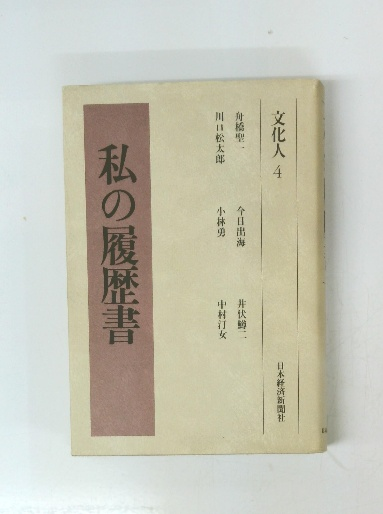 文化人 4
舟橋聖一 今日出海 井伏鱒二
川口松太郎 小林勇 中村汀女
私の履歴書
日本経済新聞社